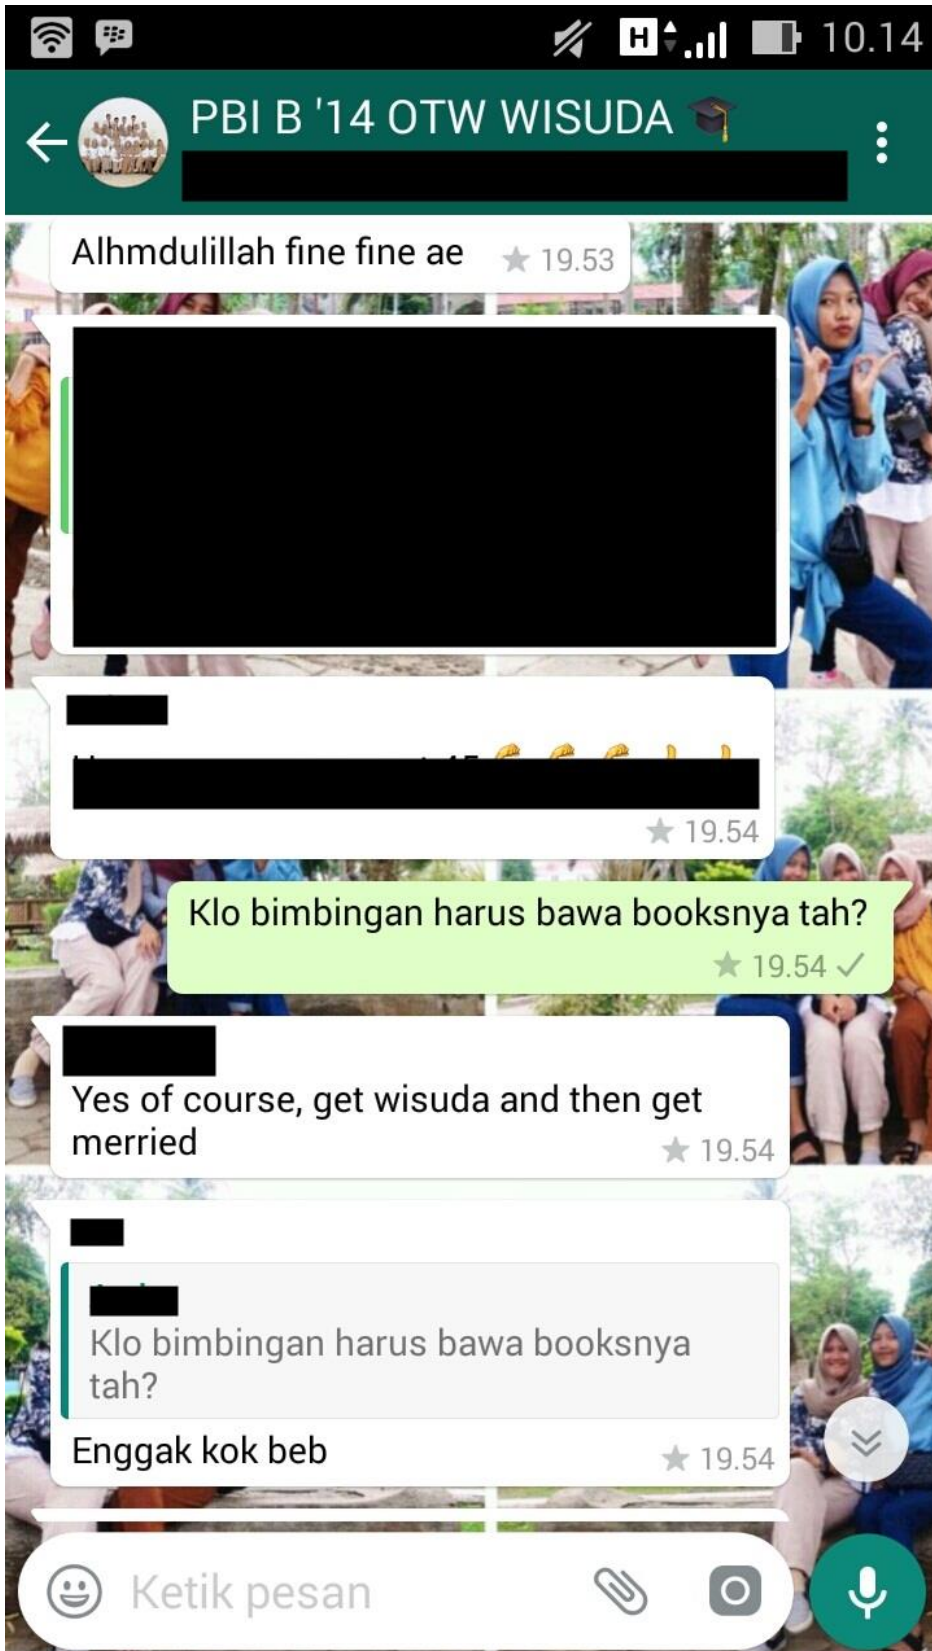 H 10.14
PBI B '14 OTW WISUDA 🎓
Alhmdulillah fine fine ae 19.53
19.54
Klo bimbingan harus bawa booksnya tah?
19.54
Yes of course, get wisuda and then get
merried 19.54
Klo bimbingan harus bawa booksnya
tah?
Enggak kok beb 19.54
Ketik pesan